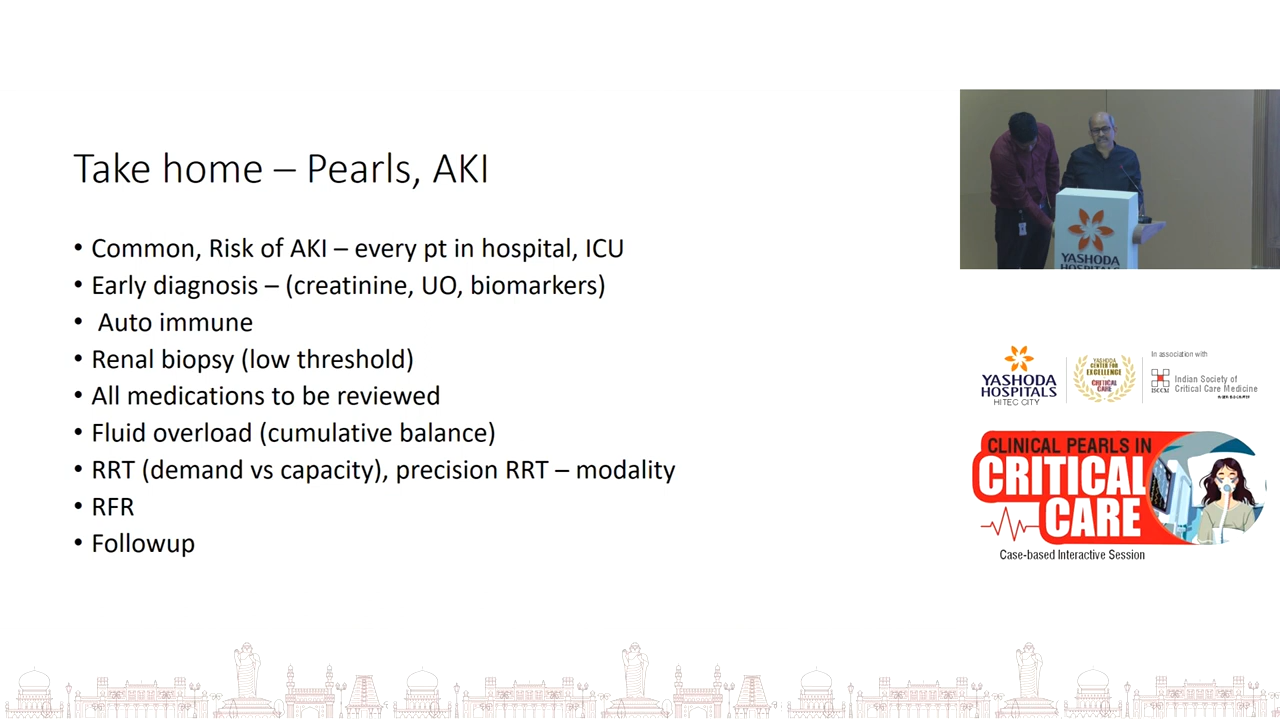 Take home – Pearls, AKI
• Common, Risk of AKI – every pt in hospital, ICU
• Early diagnosis – (creatinine, UO, biomarkers)
• Auto immune
• Renal biopsy (low threshold)
• All medications to be reviewed
• Fluid overload (cumulative balance)
• RRT (demand vs capacity), precision RRT – modality
• RFR
• Followup
YASHODA
HOSPITALS
YASHODA
HOSPITALS
HITEC CITY
YASHODA
CENTER FOR
EXCELLENCE
CRITICAL
CARE
In association with
ISCCM
Indian Society of
Critical Care Medicine
CLINICAL PEARLS IN
CRITICAL
CARE
Case-based Interactive Session